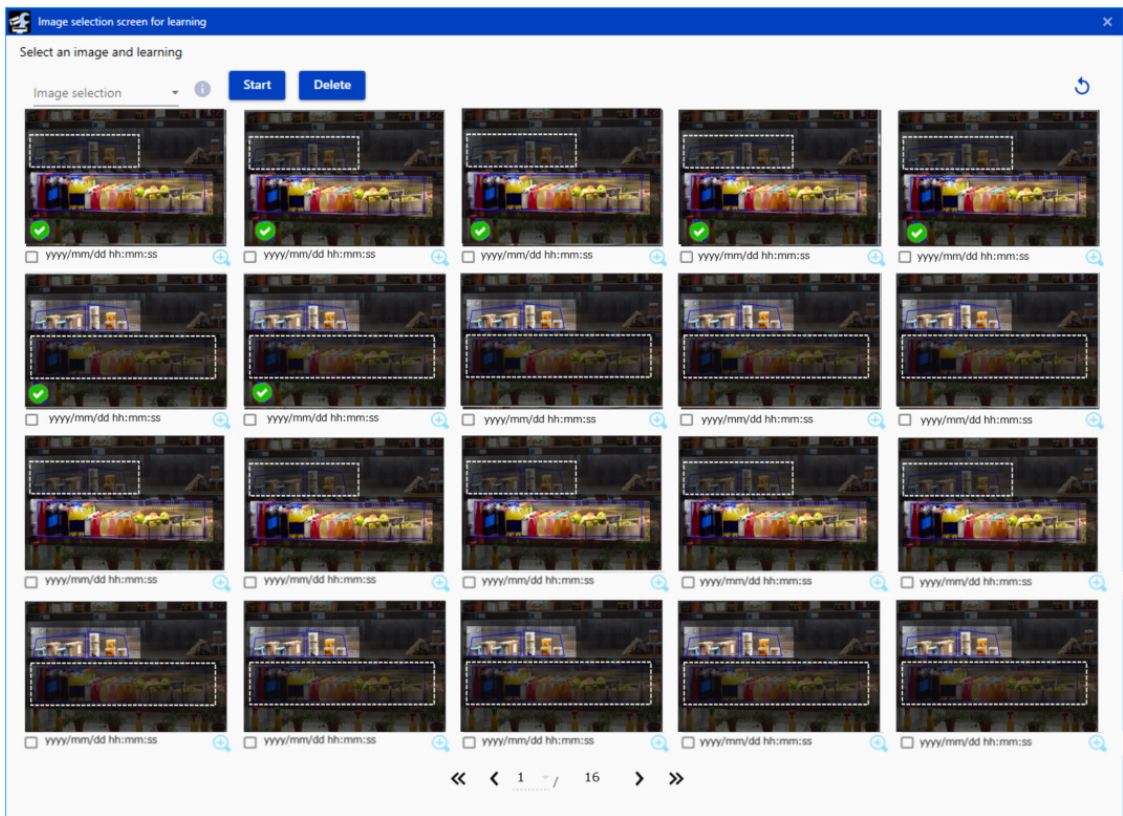 Image selection screen for learning
Select an image and learning
Image selection
Start
Delete
yyyy/mm/dd hh:mm:ss yyyy/mm/dd hh:mm:ss yyyy/mm/dd hh:mm:ss yyyy/mm/dd hh:mm:ss yyyy/mm/dd hh:mm:ss
yyyy/mm/dd hh:mm:ss yyyy/mm/dd hh:mm:ss yyyy/mm/dd hh:mm:ss yyyy/mm/dd hh:mm:ss yyyy/mm/dd hh:mm:ss
yyyy/mm/dd hh:mm:ss yyyy/mm/dd hh:mm:ss yyyy/mm/dd hh:mm:ss yyyy/mm/dd hh:mm:ss yyyy/mm/dd hh:mm:ss
yyyy/mm/dd hh:mm:ss yyyy/mm/dd hh:mm:ss yyyy/mm/dd hh:mm:ss yyyy/mm/dd hh:mm:ss yyyy/mm/dd hh:mm:ss
1 / 16